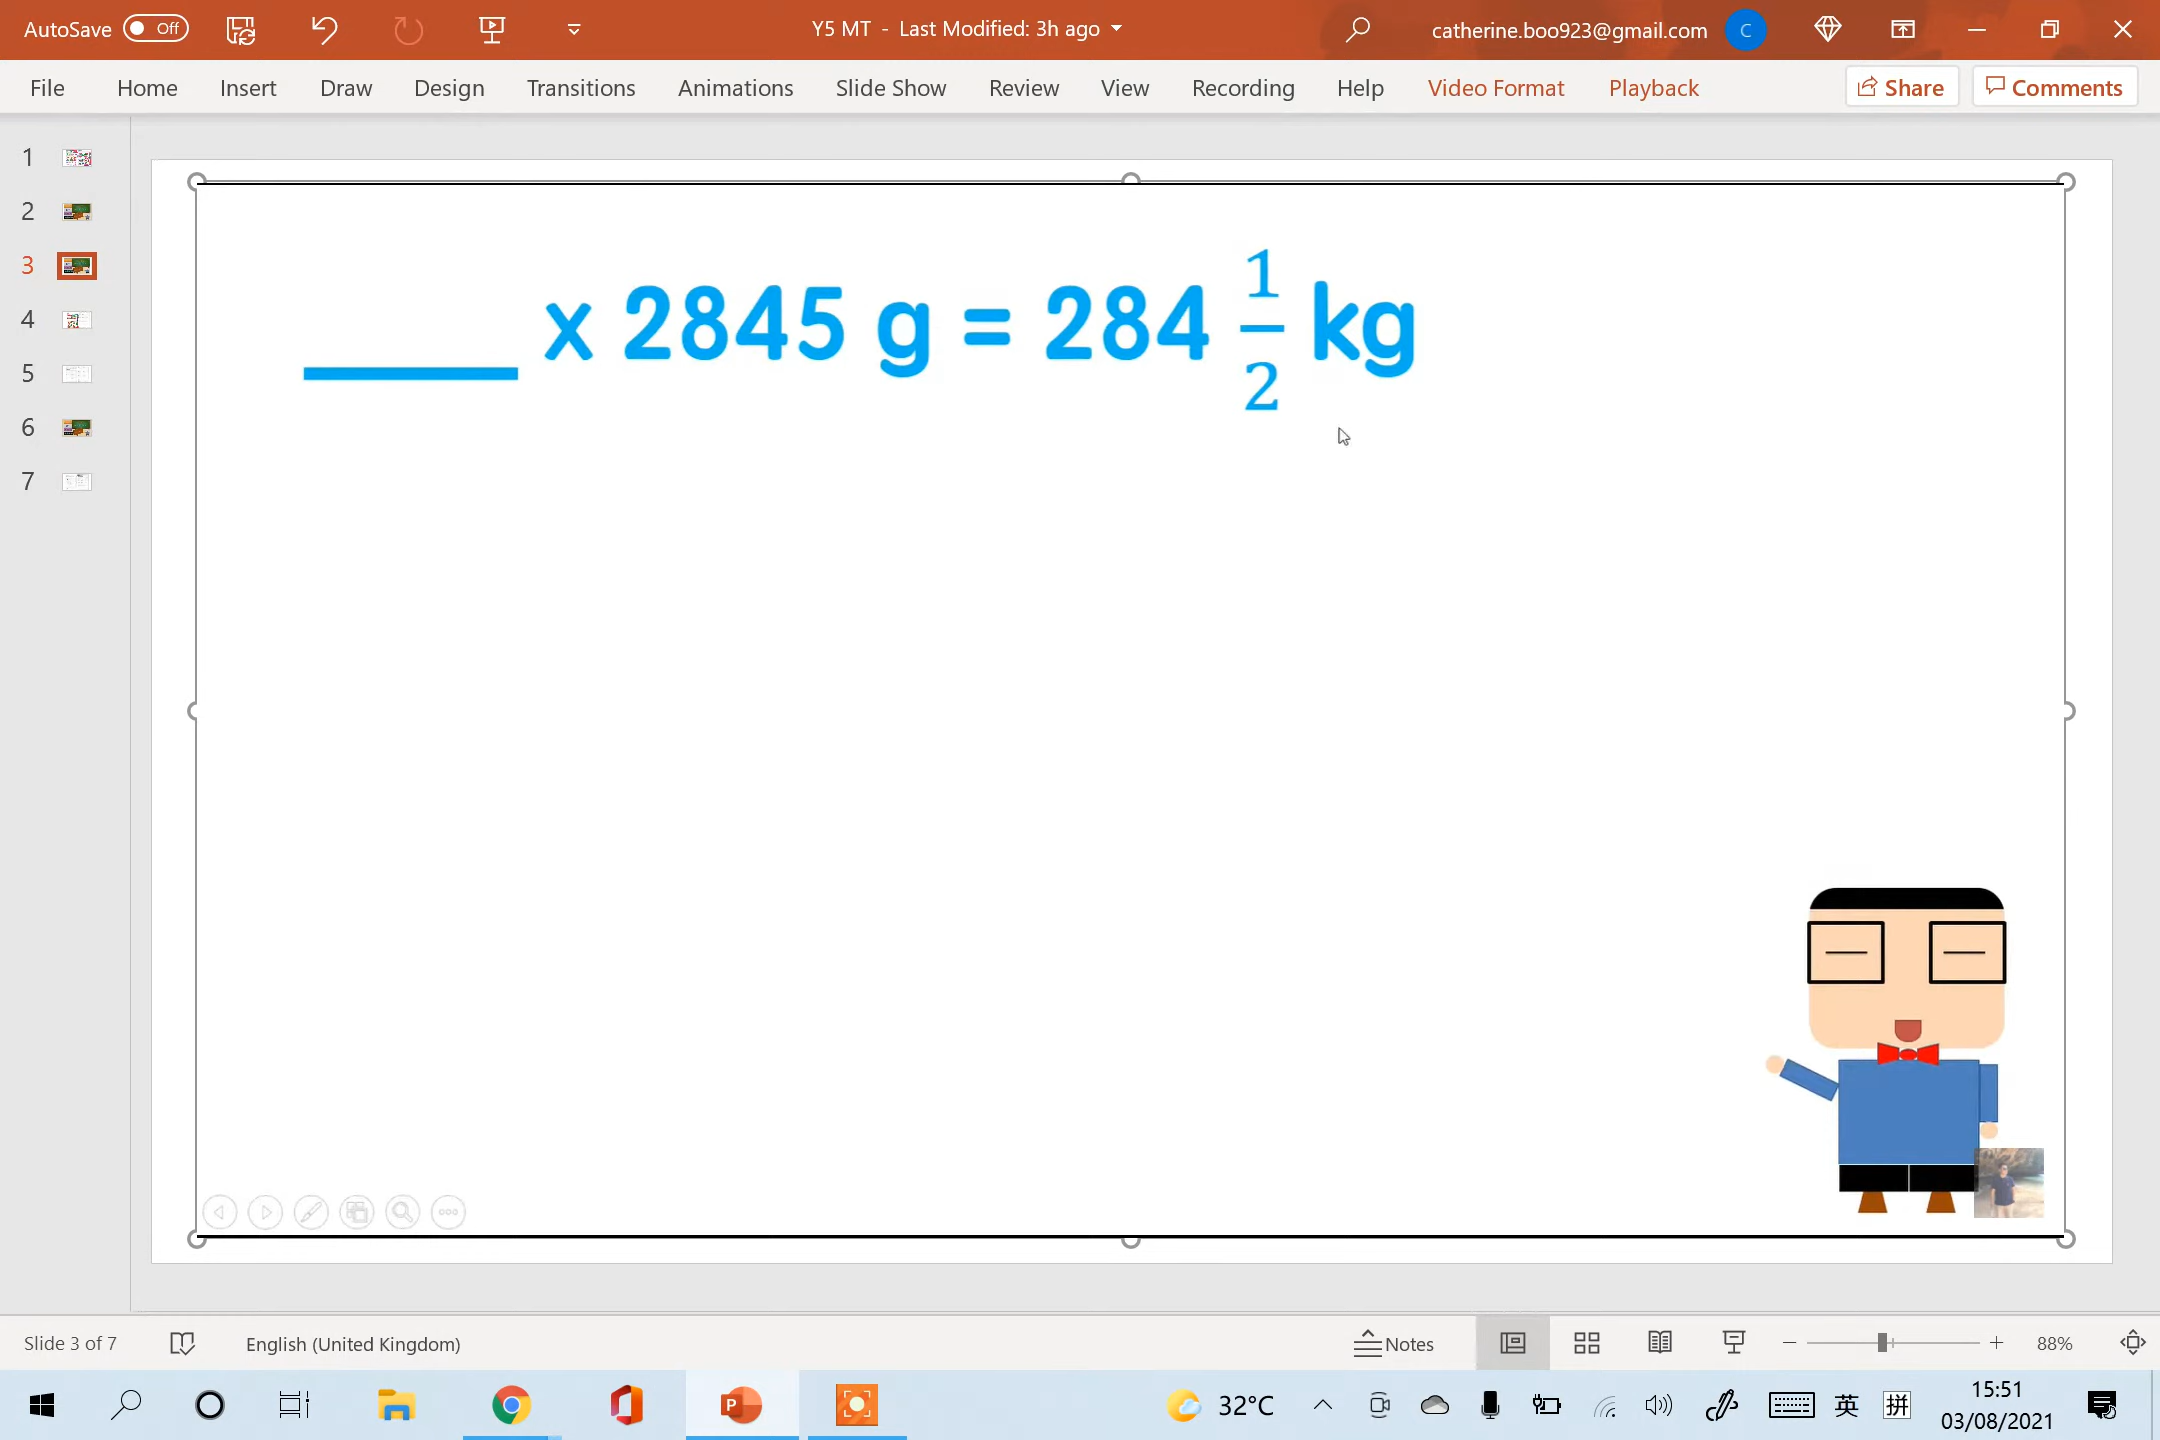 AutoSave Off Y5 MT - Last Modified: 3h ago catherine.boo923@gmail.com C
File Home Insert Draw Design Transitions Animations Slide Show Review View Recording Help Video Format Playback Share Comments
1
2
3
4
5
6
7
____ x 2845 g = 284 1/2 kg
Slide 3 of 7 English (United Kingdom) Notes 88%
32°C 英 拼 15:51
03/08/2021